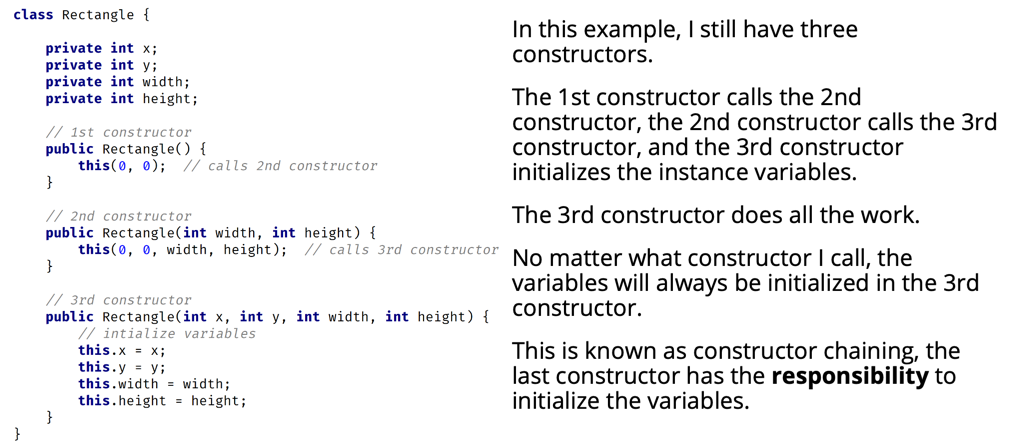 class Rectangle {
private int x;
private int y;
private int width;
private int height;
// 1st constructor
public Rectangle() {
this(0, 0);  // calls 2nd constructor
}
// 2nd constructor
public Rectangle(int width, int height) {
this(0, 0, width, height);  // calls 3rd constructor
}
// 3rd constructor
public Rectangle(int x, int y, int width, int height) {
// intialize variables
this.x = x;
this.y = y;
this.width = width;
this.height = height;
}
}
In this example, I still have three
constructors.
The 1st constructor calls the 2nd
constructor, the 2nd constructor calls the 3rd
constructor, and the 3rd constructor
initializes the instance variables.
The 3rd constructor does all the work.
No matter what constructor I call, the
variables will always be initialized in the 3rd
constructor.
This is known as constructor chaining, the
last constructor has the responsibility to
initialize the variables.